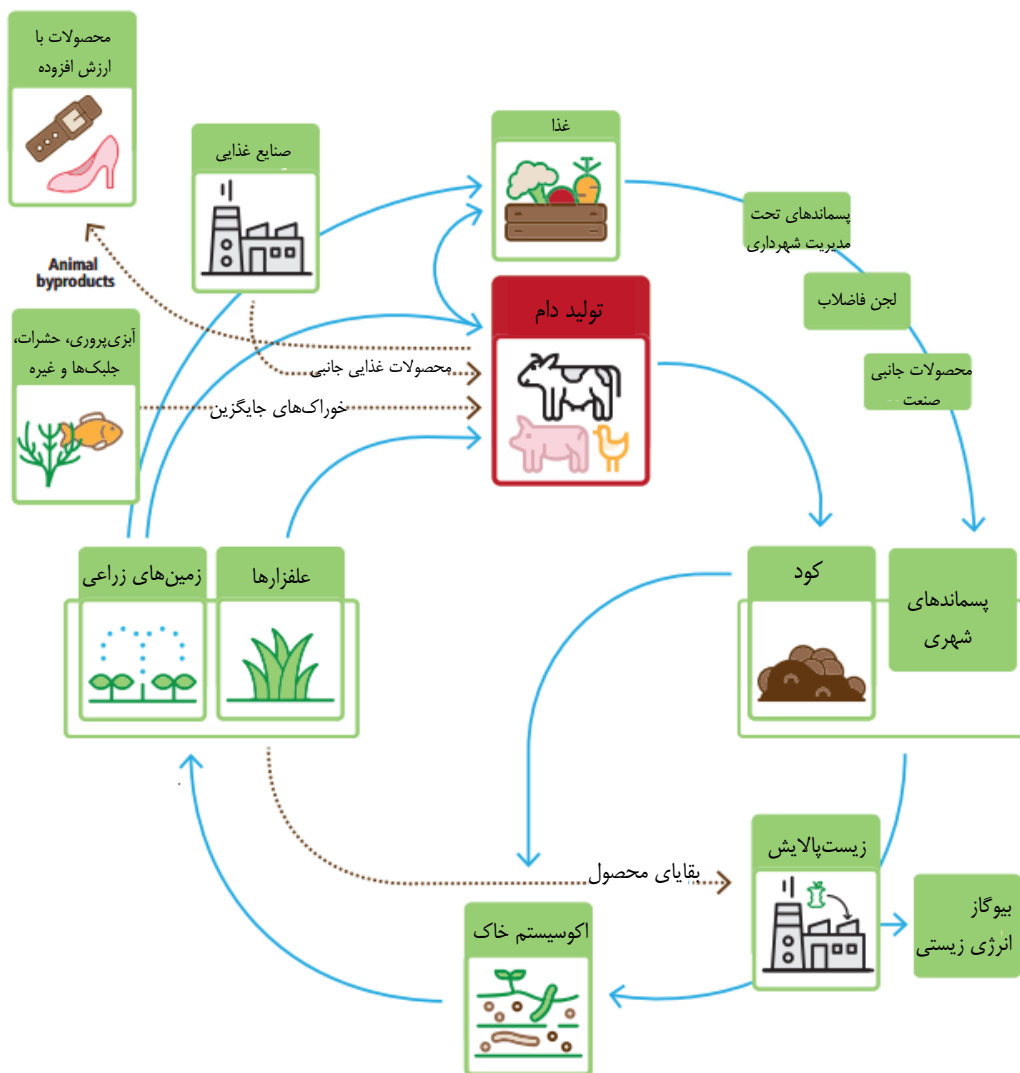 محصولات با
ارزش افزوده
صنایع غذایی
غذا
پسماندهای تحت
مدیریت شهرداری
Animal
byproducts
لجن فاضلاب
تولید دام
آبزی‌پروری، حشرات،
جلبک‌ها و غیره
محصولات غذایی جانبی
محصولات جانبی
صنعت
خوراک‌های جایگزین
زمین‌های زراعی
علفزارها
کود
پسماندهای
شهری
زیست‌پالایش
بقایای محصول
بیوگاز
انرژی زیستی
اکوسیستم خاک